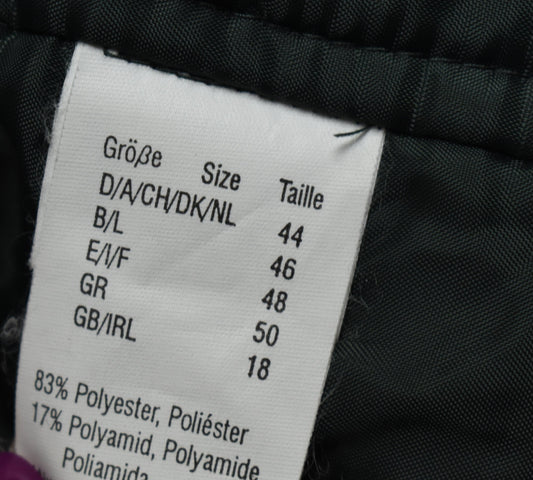 Größe Size Taille
D/A/CH/DK/NL 44
B/L 46
E/I/F 48
GR 50
GB/IRL 18
83% Polyester, Poliéster
17% Polyamid, Polyamide
Poliamida